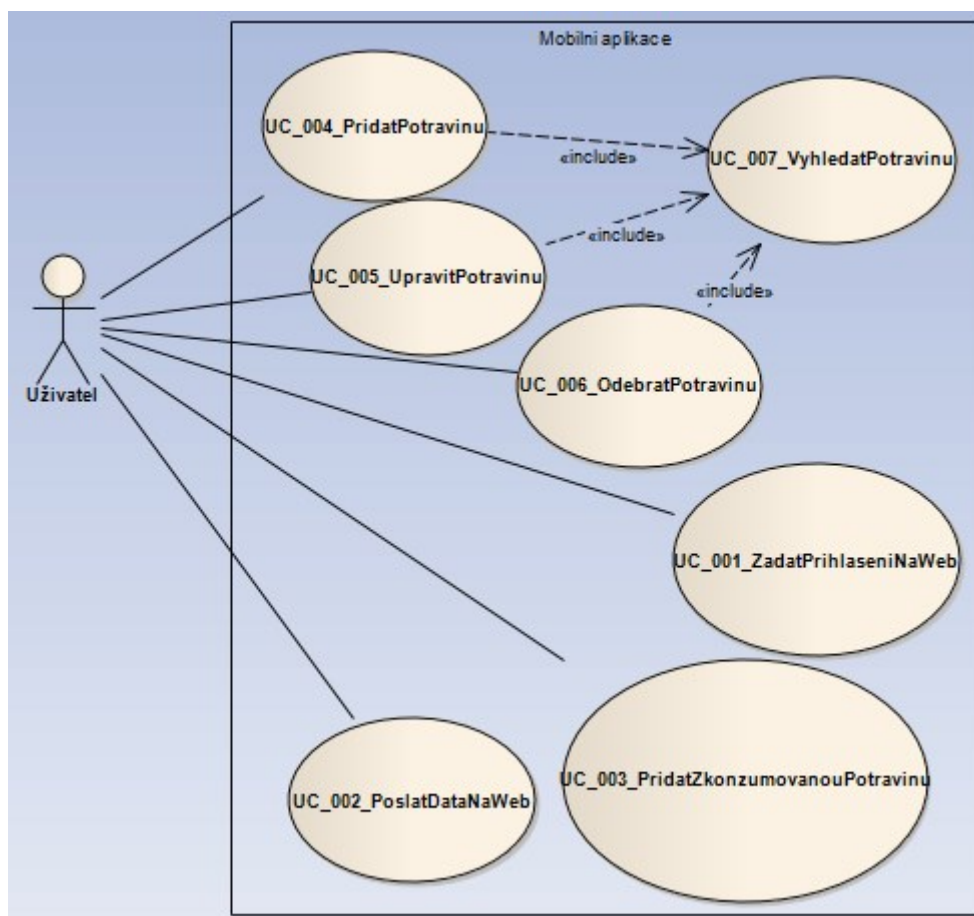 Mobilni aplikace
UC_004_PridatPotravinu
«include»
UC_007_VyhledatPotravinu
«include»
UC_005_UpravitPotravinu
«include»
UC_006_OdebratPotravinu
Uživatel
UC_001_ZadatPrihlaseniNaWeb
UC_003_PridatZkonzumovanouPotravinu
UC_002_PoslatDataNaWeb